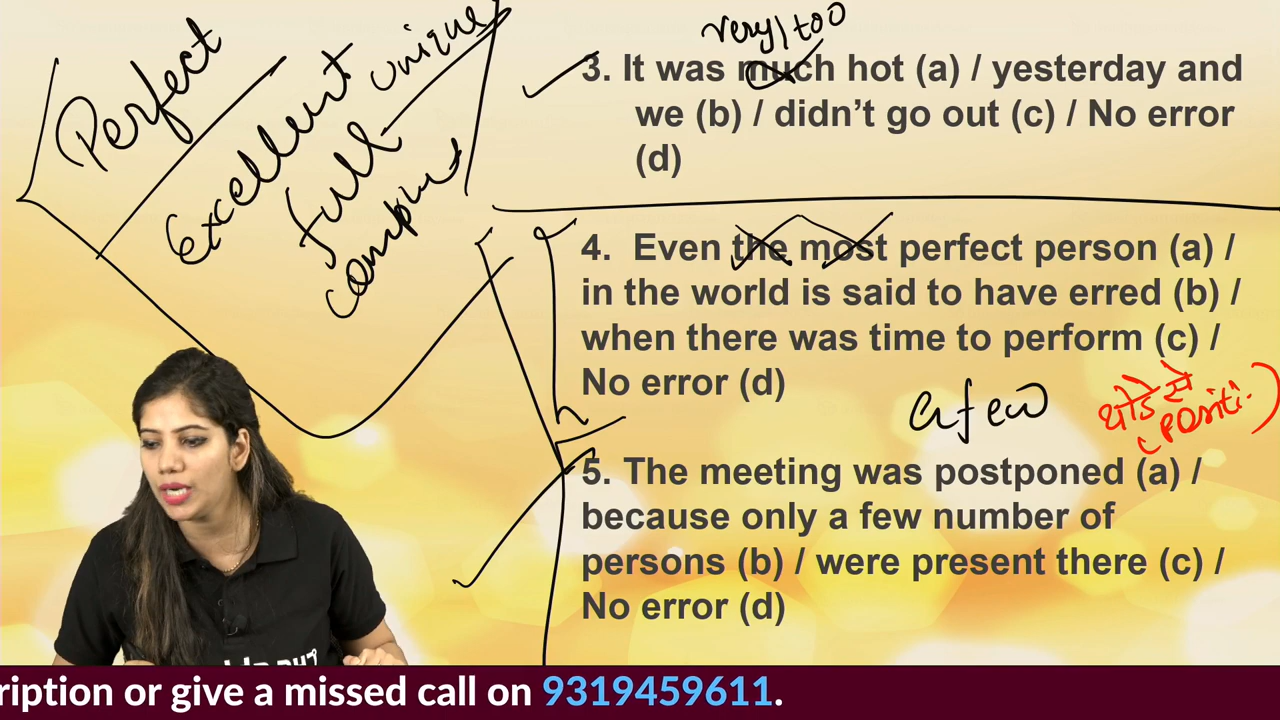 very/too
3. It was much hot (a) / yesterday and
we (b) / didn’t go out (c) / No error
(d)
Perfect
Excellent
unique
full
4. Even the most perfect person (a) /
in the world is said to have erred (b) /
when there was time to perform (c) /
No error (d)
a few
थोड़े से
(positi.)
5. The meeting was postponed (a) /
because only a few number of
persons (b) / were present there (c) /
No error (d)
ription or give a missed call on 9319459611.